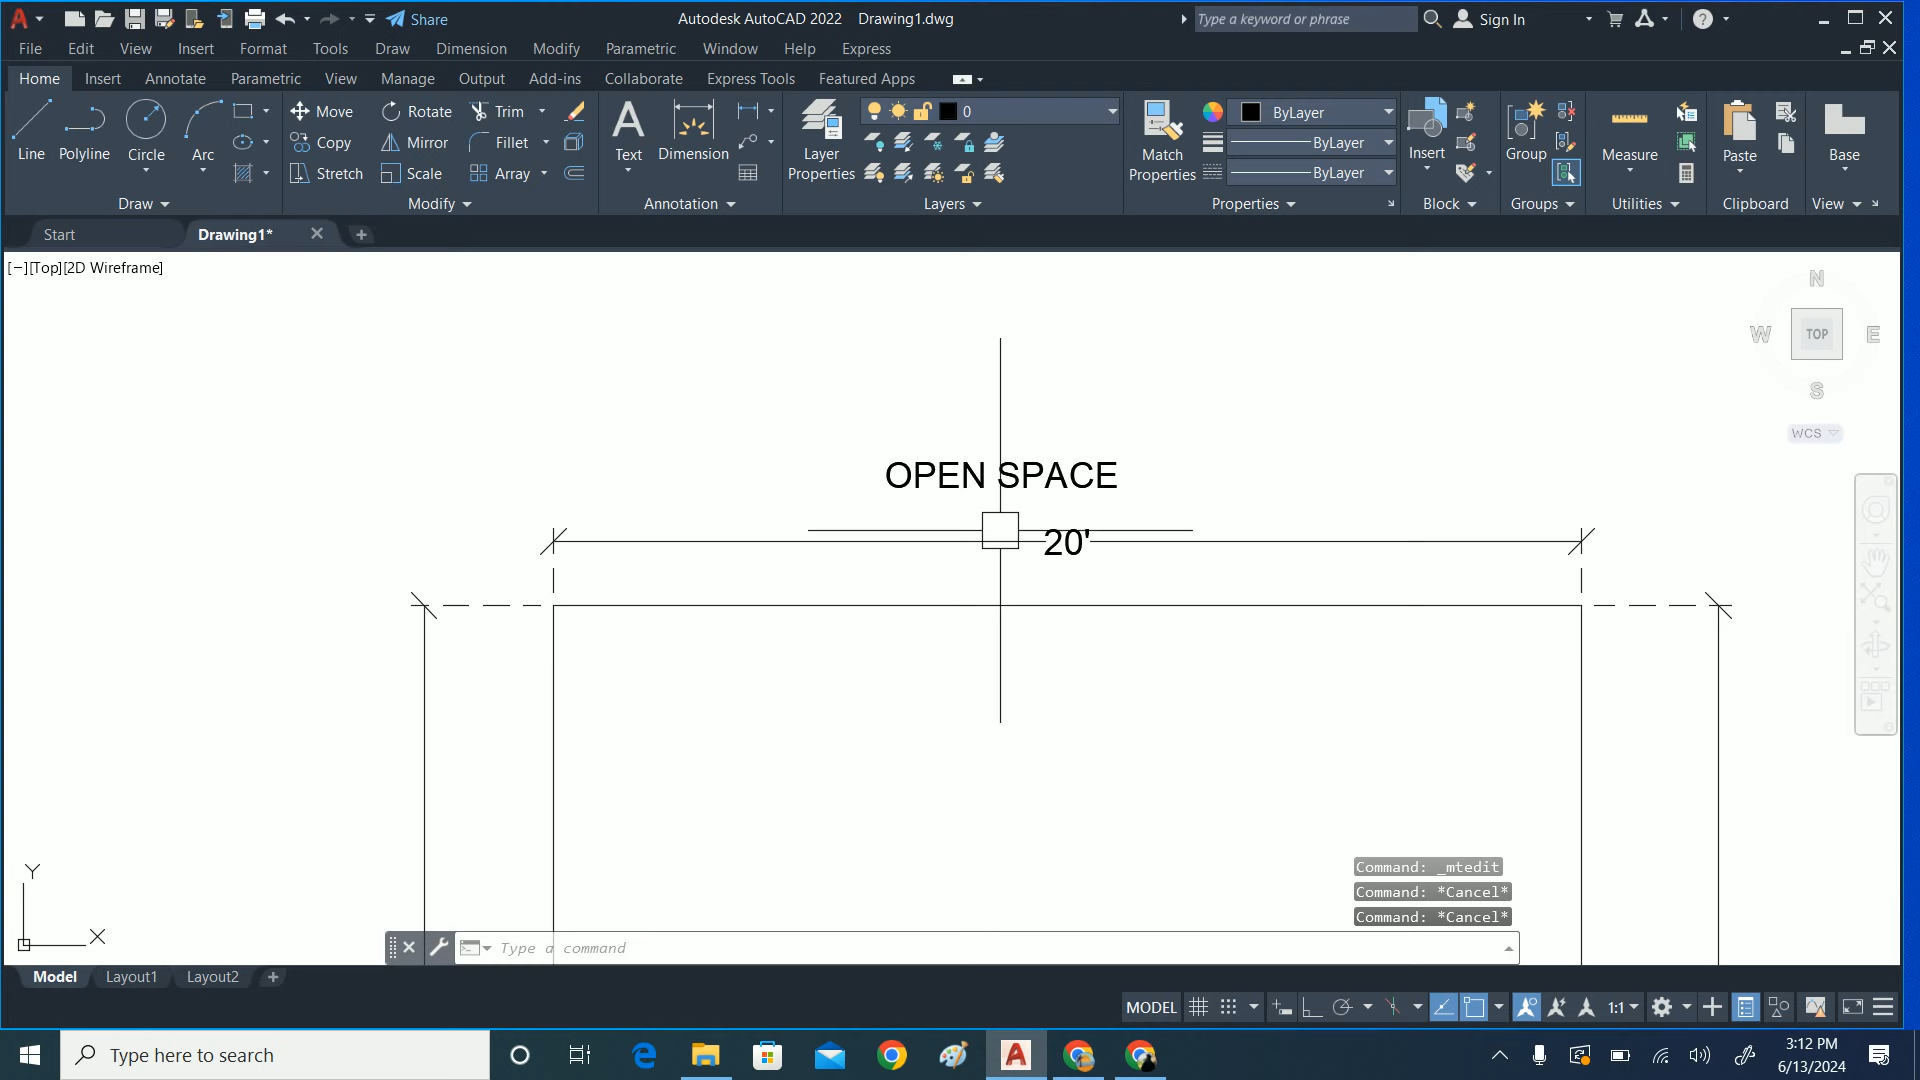 Share
Autodesk AutoCAD 2022 Drawing1.dwg
Type a keyword or phrase
Sign In
File Edit View Insert Format Tools Draw Dimension Modify Parametric Window Help Express
Home Insert Annotate Parametric View Manage Output Add-ins Collaborate Express Tools Featured Apps
Line Polyline Circle Arc
Move Rotate Trim
Copy Mirror Fillet
Stretch Scale Array
Text Dimension
Layer Properties
0
Match Properties
ByLayer
ByLayer
ByLayer
Insert
Group
Measure
Paste
Base
Draw Modify Annotation Layers Properties Block Groups Utilities Clipboard View
Start Drawing1*
[−][Top][2D Wireframe]
N
W TOP E
S
WCS
OPEN SPACE
20'
Y
X
Command: _mtedit
Command: *Cancel*
Command: *Cancel*
Type a command
Model Layout1 Layout2
MODEL 1:1
Type here to search
3:12 PM
6/13/2024